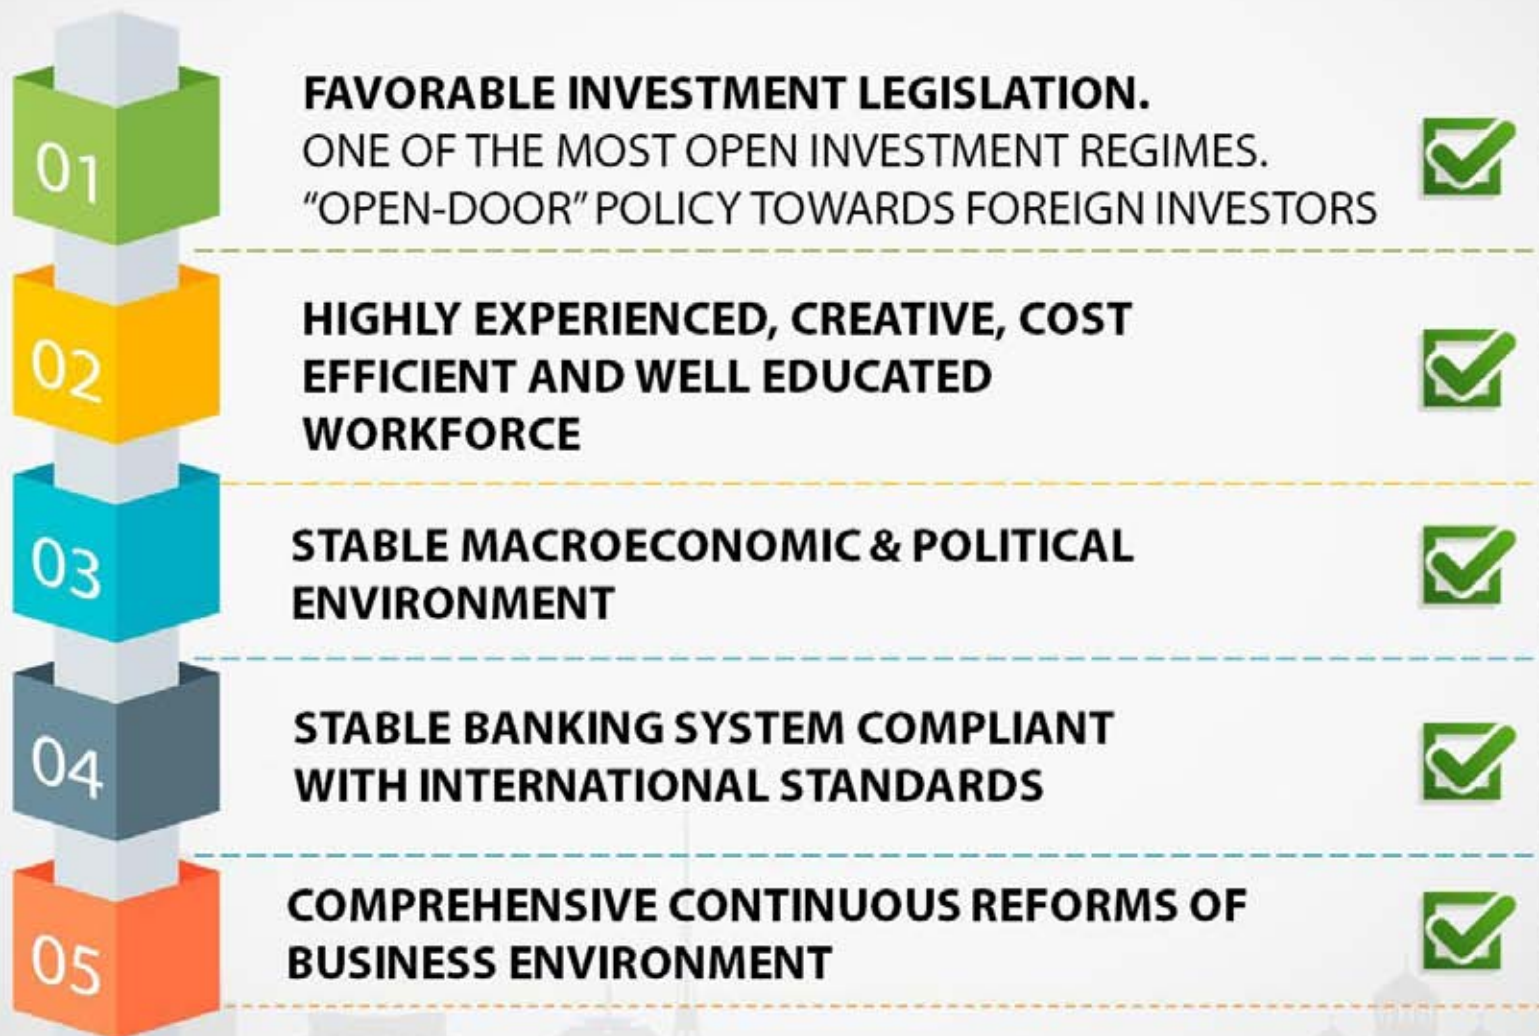 01
FAVORABLE INVESTMENT LEGISLATION.
ONE OF THE MOST OPEN INVESTMENT REGIMES.
“OPEN-DOOR” POLICY TOWARDS FOREIGN INVESTORS
02
HIGHLY EXPERIENCED, CREATIVE, COST
EFFICIENT AND WELL EDUCATED
WORKFORCE
03
STABLE MACROECONOMIC & POLITICAL
ENVIRONMENT
04
STABLE BANKING SYSTEM COMPLIANT
WITH INTERNATIONAL STANDARDS
05
COMPREHENSIVE CONTINUOUS REFORMS OF
BUSINESS ENVIRONMENT